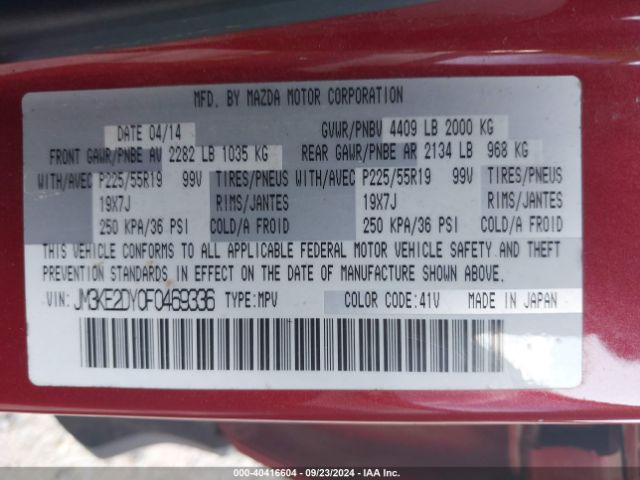 MFD. BY MAZDA MOTOR CORPORATION
DATE 04/14 GVWR/PNBV 4409 LB 2000 KG
FRONT GAWR/PNBE AV 2282 LB 1035 KG REAR GAWR/PNBE AR 2134 LB 968 KG
WITH/AVEC P225/55R19 99V TIRES/PNEUS WITH/AVEC P225/55R19 99V TIRES/PNEUS
19X7J RIMS/JANTES 19X7J RIMS/JANTES
250 KPA/36 PSI COLD/A FROID 250 KPA/36 PSI COLD/A FROID
THIS VEHICLE CONFORMS TO ALL APPLICABLE FEDERAL MOTOR VEHICLE SAFETY AND THEFT
PREVENTION STANDARDS IN EFFECT ON THE DATE OF MANUFACTURE SHOWN ABOVE.
VIN: JM3KE2DY0F0469336 TYPE:MPV COLOR CODE:41V MADE IN JAPAN
000-40416604 - 09/23/2024 - IAA Inc.